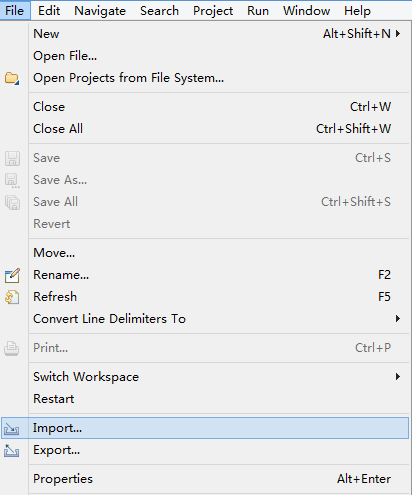 File Edit Navigate Search Project Run Window Help
New Alt+Shift+N
Open File...
Open Projects from File System...
Close Ctrl+W
Close All Ctrl+Shift+W
Save Ctrl+S
Save As...
Save All Ctrl+Shift+S
Revert
Move...
Rename... F2
Refresh F5
Convert Line Delimiters To
Print... Ctrl+P
Switch Workspace
Restart
Import...
Export...
Properties Alt+Enter